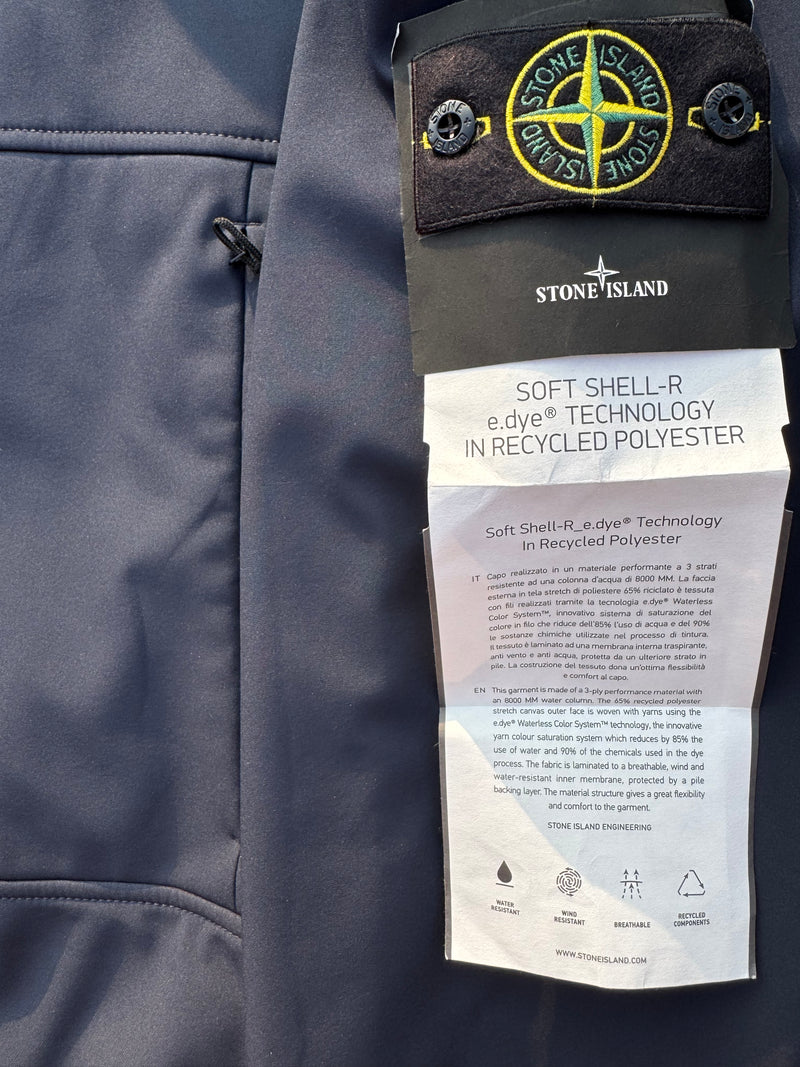 STONE ISLAND
STONE ISLAND
STONE
ISLAND
STONE
ISLAND
STONE ISLAND
SOFT SHELL-R
e.dye® TECHNOLOGY
IN RECYCLED POLYESTER
Soft Shell-R_e.dye® Technology
In Recycled Polyester
IT Capo realizzato in un materiale performante a 3 strati
resistente ad una colonna d'acqua di 8000 MM. La faccia
esterna in tela stretch di poliestere 65% riciclato è tessuta
con fili realizzati tramite la tecnologia e.dye® Waterless
Color System™, innovativo sistema di saturazione del
colore in filo che riduce dell'85% l'uso di acqua e del 90%
le sostanze chimiche utilizzate nel processo di tintura.
Il tessuto è laminato ad una membrana interna traspirante,
anti vento e anti acqua, protetta da un ulteriore strato in
pile. La costruzione del tessuto dona un'ottima flessibilità
e comfort al capo.
EN This garment is made of a 3-ply performance material with
an 8000 MM water column. The 65% recycled polyester
stretch canvas outer face is woven with yarns using the
e.dye® Waterless Color System™ technology, the innovative
yarn colour saturation system which reduces by 85% the
use of water and 90% of the chemicals used in the dye
process. The fabric is laminated to a breathable, wind and
water-resistant inner membrane, protected by a pile
backing layer. The material structure gives a great flexibility
and comfort to the garment.
STONE ISLAND ENGINEERING
WATER
RESISTANT
WIND
RESISTANT
BREATHABLE
RECYCLED
COMPONENTS
WWW.STONEISLAND.COM